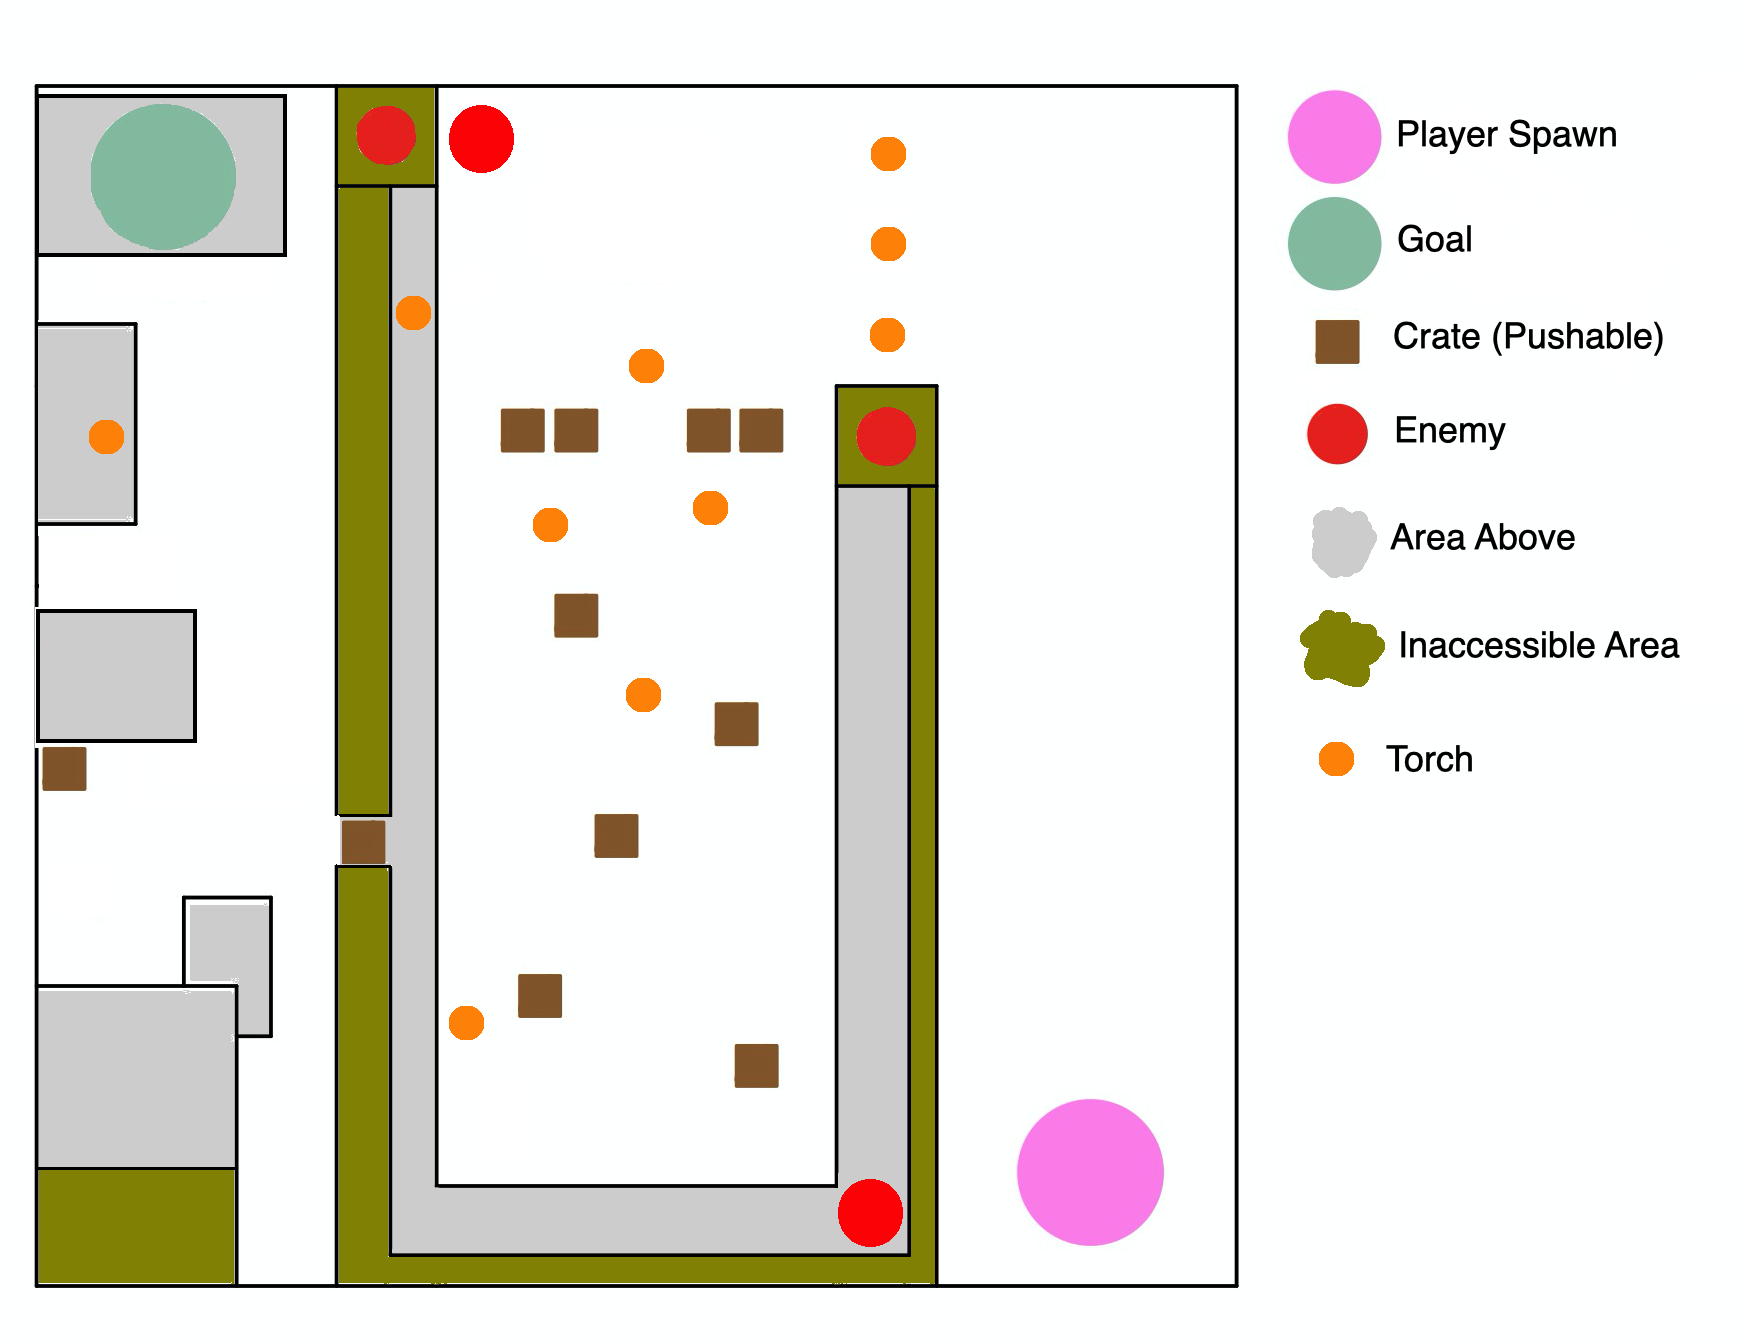 Player Spawn
Goal
Crate (Pushable)
Enemy
Area Above
Inaccessible Area
Torch